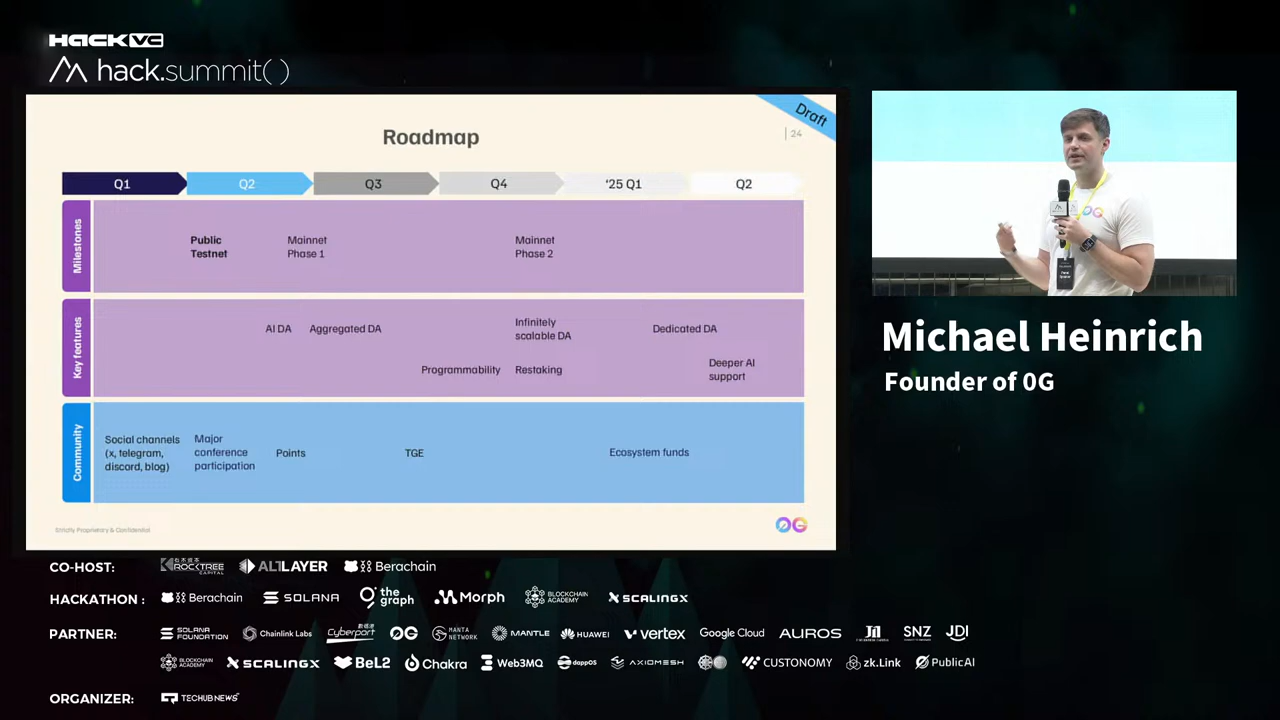 HACK VC
hack.summit()
Draft
Roadmap
24
Q1 Q2 Q3 Q4 '25 Q1 Q2
Milestones
Public
Testnet
Mainnet
Phase 1
Mainnet
Phase 2
Key features
AI DA
Aggregated DA
Infinitely
scalable DA
Dedicated DA
Programmability
Restaking
Deeper AI
support
Community
Social channels
(x, telegram,
discord, blog)
Major
conference
participation
Points
TGE
Ecosystem funds
Strictly Proprietary & Confidential
0G
Michael Heinrich
Founder of 0G
CO-HOST: ROCKTREE CAPITAL ALTLAYER Berachain
HACKATHON : Berachain SOLANA the graph Morph BLOCKCHAIN ACADEMY SCALINGX
PARTNER: SOLANA FOUNDATION Chainlink Labs Cyberport 0G MANTA NETWORK MANTLE HUAWEI vertex Google Cloud AUROS SNZ JDI
BLOCKCHAIN ACADEMY SCALINGX BeL2 Chakra Web3MQ dappOS AXIOMESH CUSTONOMY zk.Link PublicAI
ORGANIZER: TECHUB NEWS